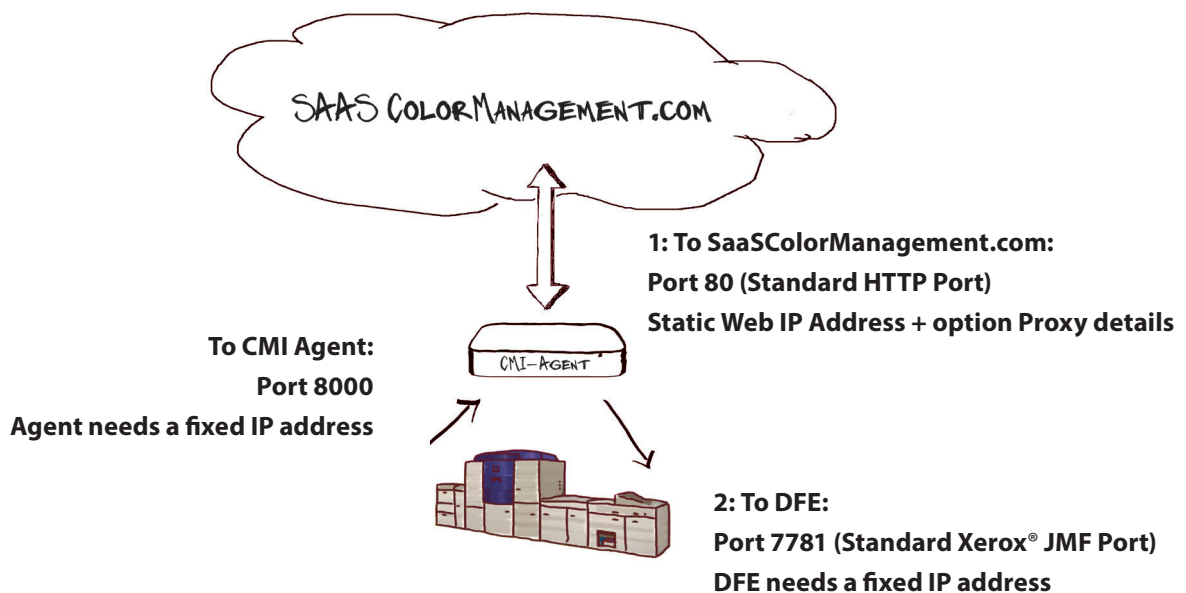 SAAS COLORMANAGEMENT.COM
1: To SaaSColorManagement.com:
Port 80 (Standard HTTP Port)
Static Web IP Address + option Proxy details
To CMI Agent:
Port 8000
Agent needs a fixed IP address
CMI-AGENT
2: To DFE:
Port 7781 (Standard Xerox® JMF Port)
DFE needs a fixed IP address